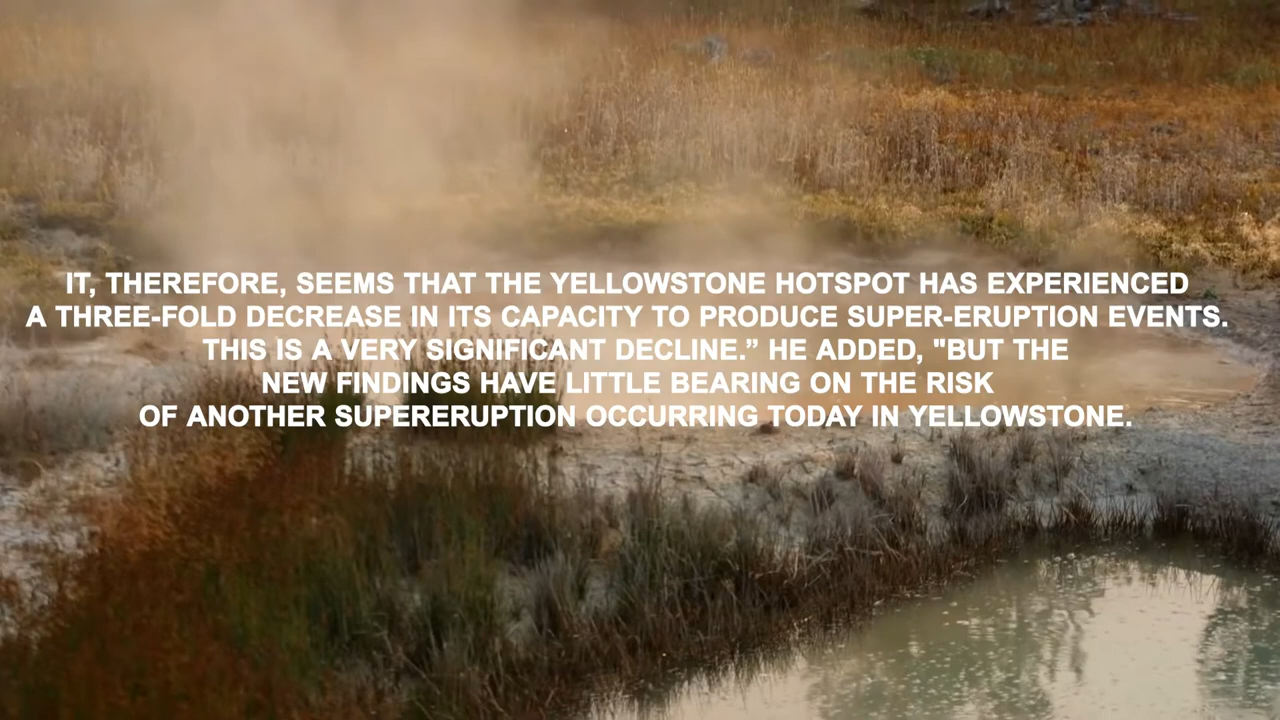 IT, THEREFORE, SEEMS THAT THE YELLOWSTONE HOTSPOT HAS EXPERIENCED
A THREE-FOLD DECREASE IN ITS CAPACITY TO PRODUCE SUPER-ERUPTION EVENTS.
THIS IS A VERY SIGNIFICANT DECLINE.” HE ADDED, "BUT THE
NEW FINDINGS HAVE LITTLE BEARING ON THE RISK
OF ANOTHER SUPERERUPTION OCCURRING TODAY IN YELLOWSTONE.